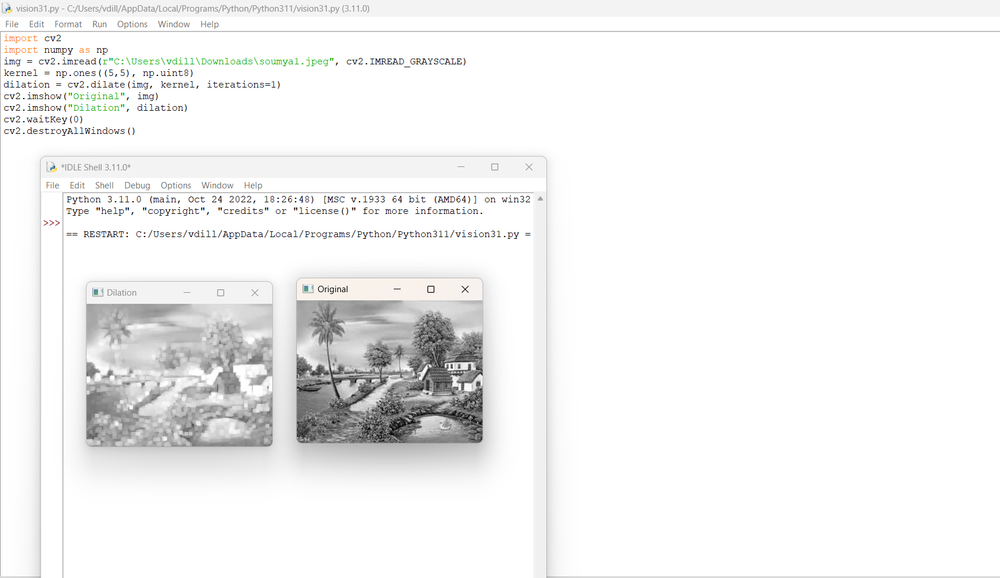 vision31.py - C:/Users/vdill/AppData/Local/Programs/Python/Python311/vision31.py (3.11.0)
File Edit Format Run Options Window Help
import cv2
import numpy as np
img = cv2.imread(r"C:\Users\vdill\Downloads\soumya1.jpeg", cv2.IMREAD_GRAYSCALE)
kernel = np.ones((5,5), np.uint8)
dilation = cv2.dilate(img, kernel, iterations=1)
cv2.imshow("Original", img)
cv2.imshow("Dilation", dilation)
cv2.waitKey(0)
cv2.destroyAllWindows()
*IDLE Shell 3.11.0*
File Edit Shell Debug Options Window Help
Python 3.11.0 (main, Oct 24 2022, 18:26:48) [MSC v.1933 64 bit (AMD64)] on win32
Type "help", "copyright", "credits" or "license()" for more information.
>>>
== RESTART: C:/Users/vdill/AppData/Local/Programs/Python/Python311/vision31.py =
Dilation
Original